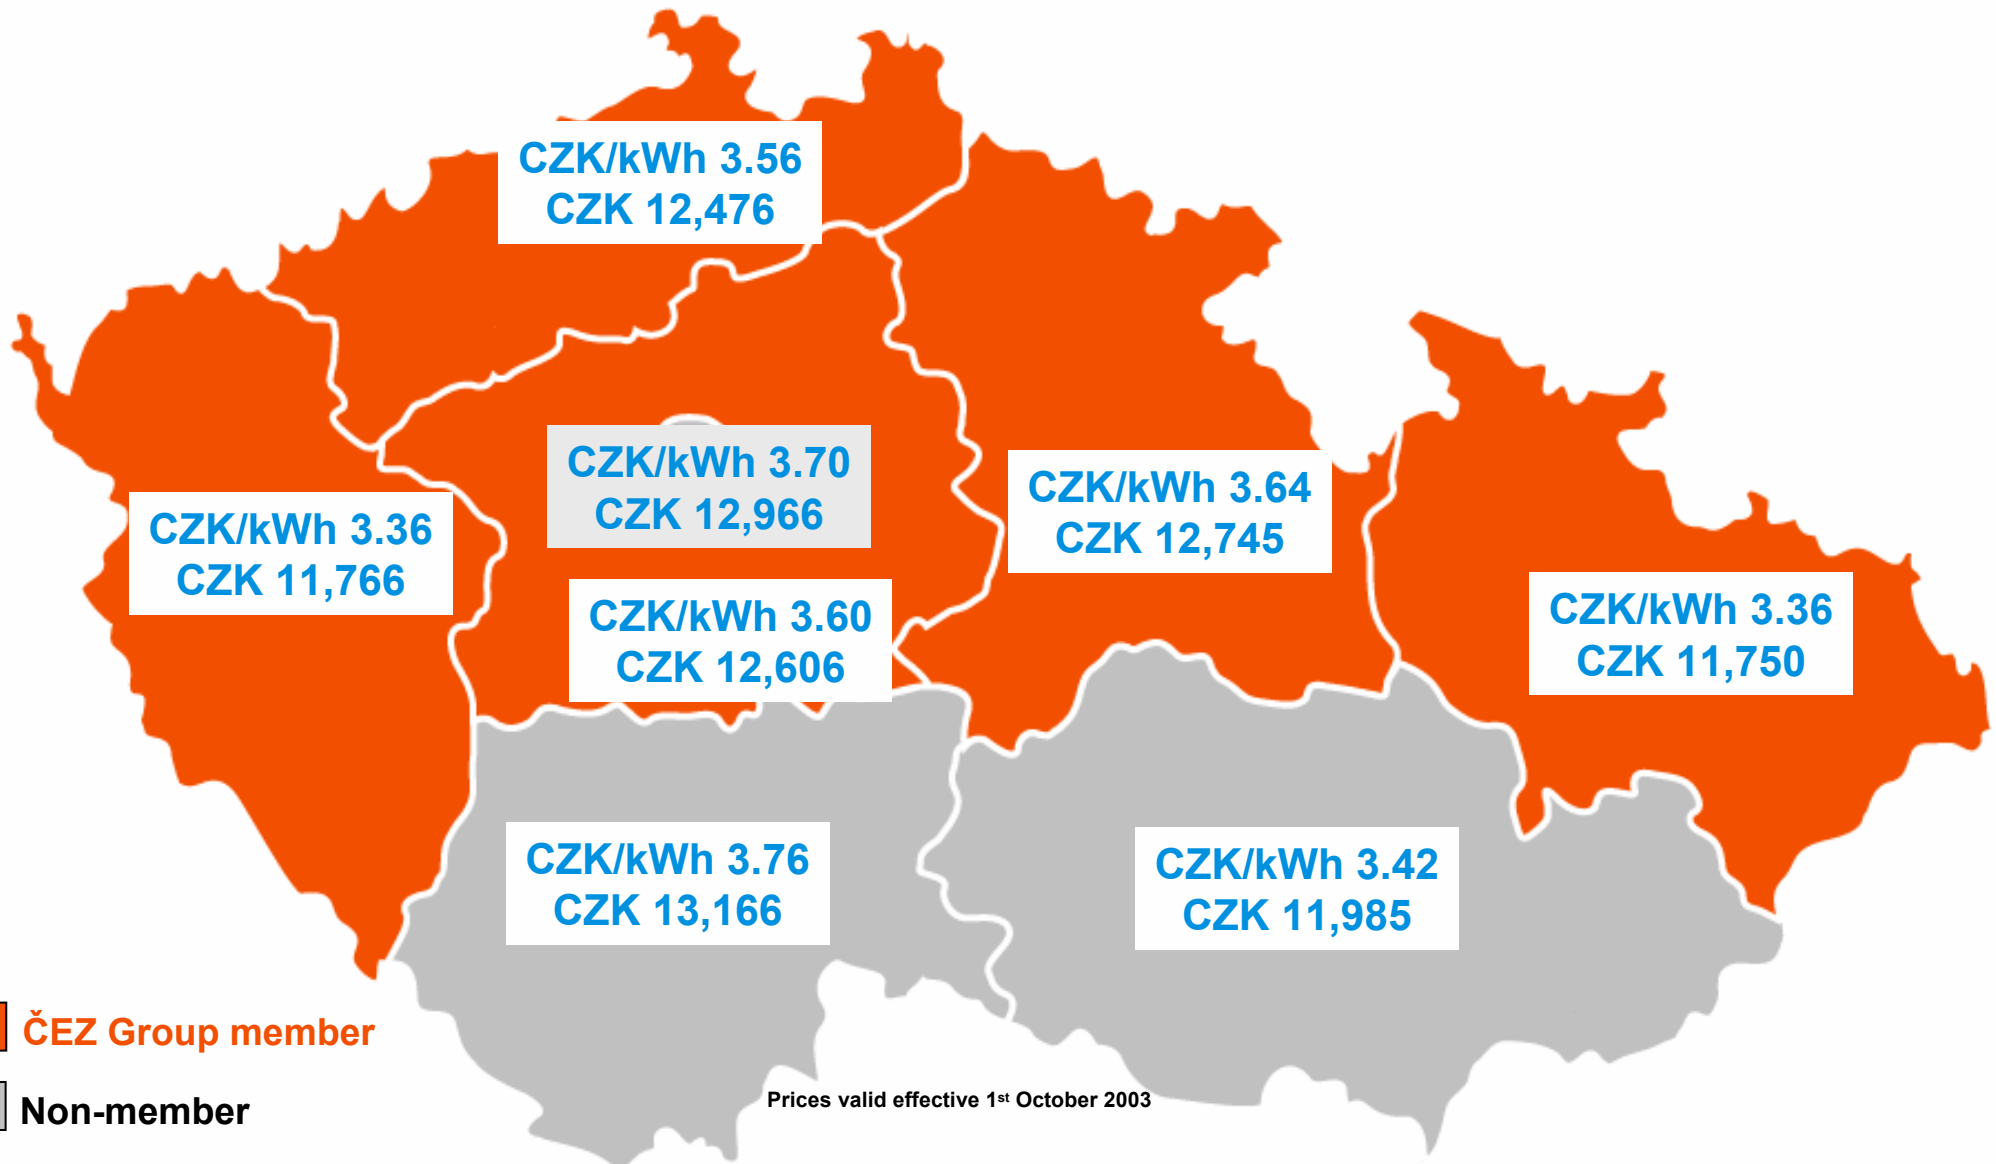 CZK/kWh 3.56
CZK 12,476
CZK/kWh 3.70
CZK 12,966
CZK/kWh 3.64
CZK 12,745
CZK/kWh 3.36
CZK 11,766
CZK/kWh 3.60
CZK 12,606
CZK/kWh 3.36
CZK 11,750
CZK/kWh 3.76
CZK 13,166
CZK/kWh 3.42
CZK 11,985
ČEZ Group member
Non-member
Prices valid effective 1st October 2003